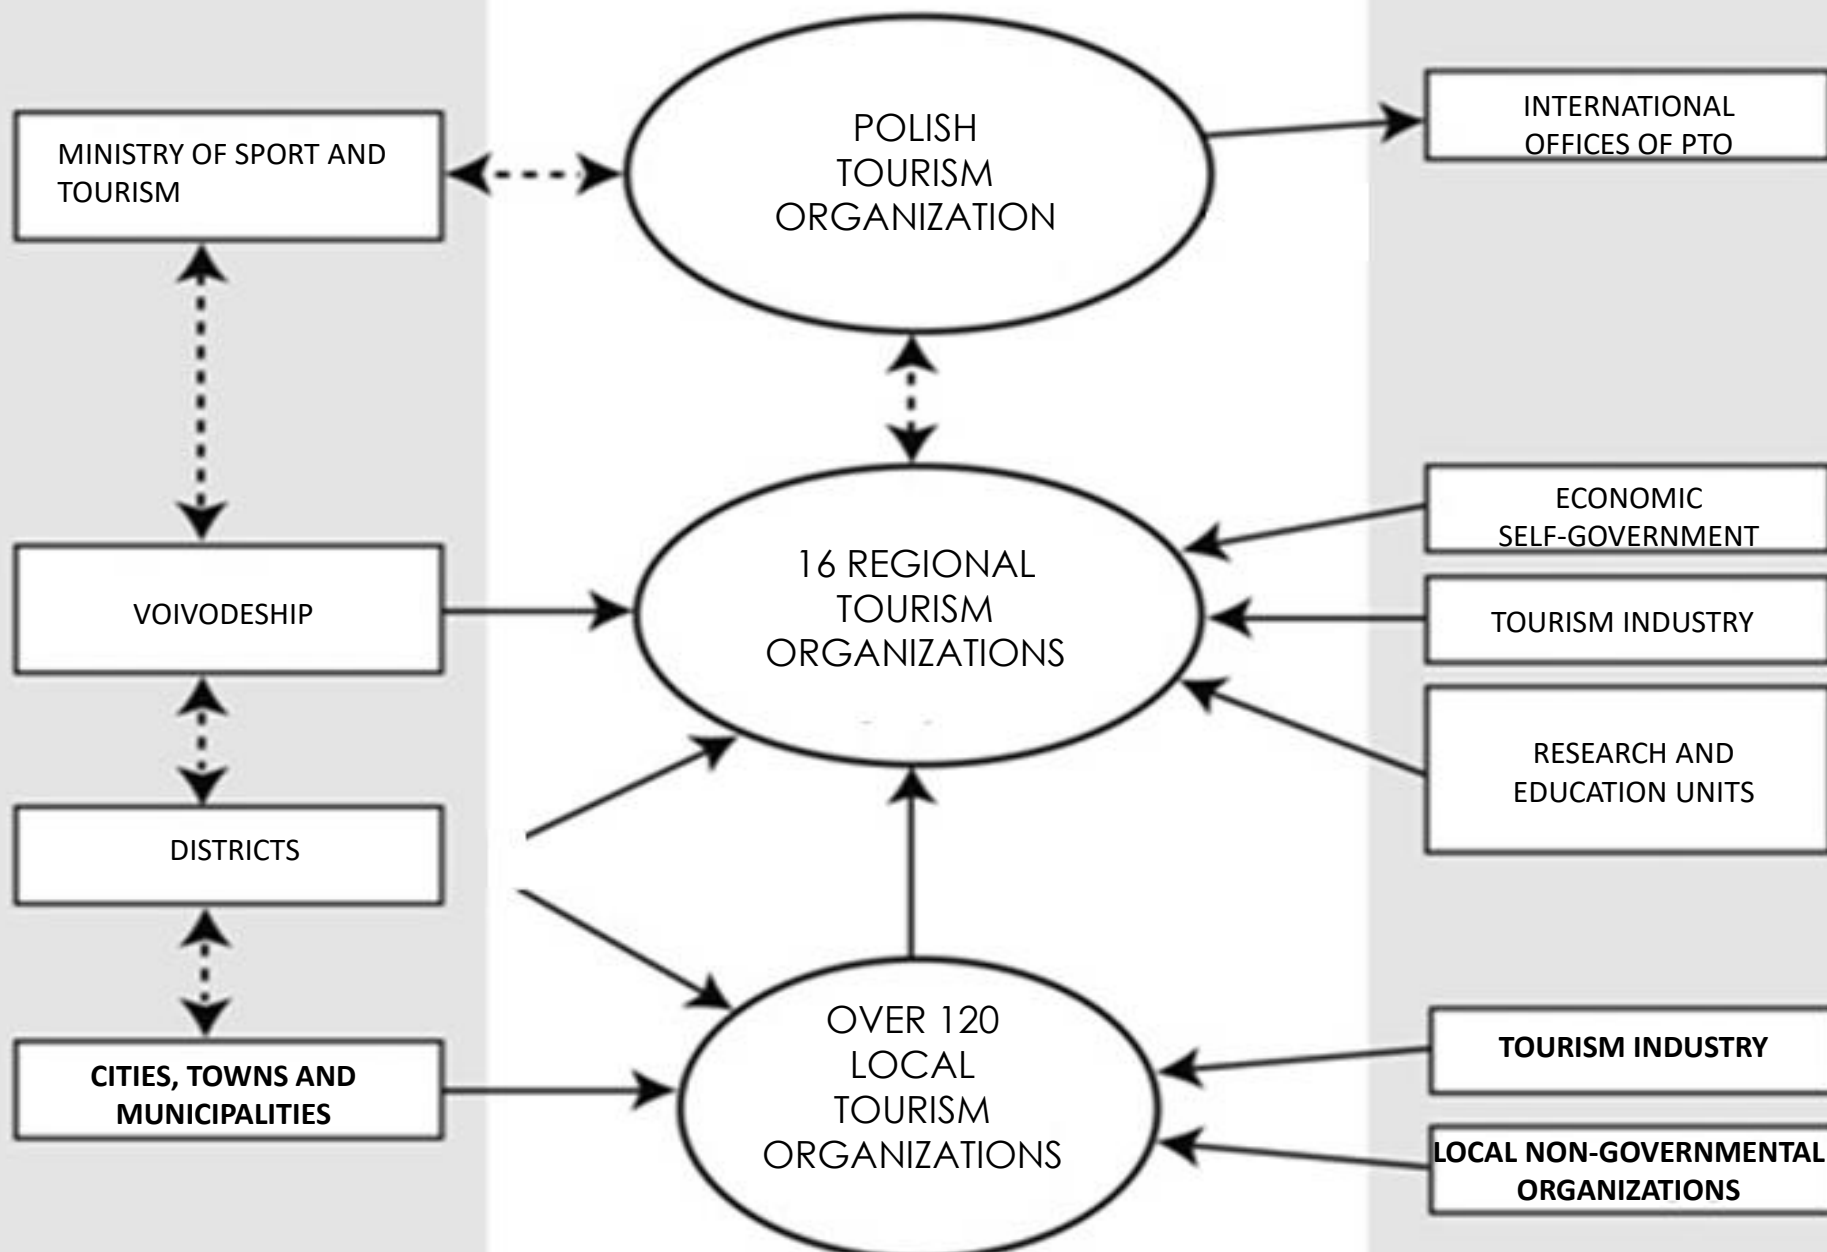 MINISTRY OF SPORT AND
TOURISM
POLISH
TOURISM
ORGANIZATION
INTERNATIONAL
OFFICES OF PTO
VOIVODESHIP
16 REGIONAL
TOURISM
ORGANIZATIONS
ECONOMIC
SELF-GOVERNMENT
TOURISM INDUSTRY
RESEARCH AND
EDUCATION UNITS
DISTRICTS
CITIES, TOWNS AND
MUNICIPALITIES
OVER 120
LOCAL
TOURISM
ORGANIZATIONS
TOURISM INDUSTRY
LOCAL NON-GOVERNMENTAL
ORGANIZATIONS